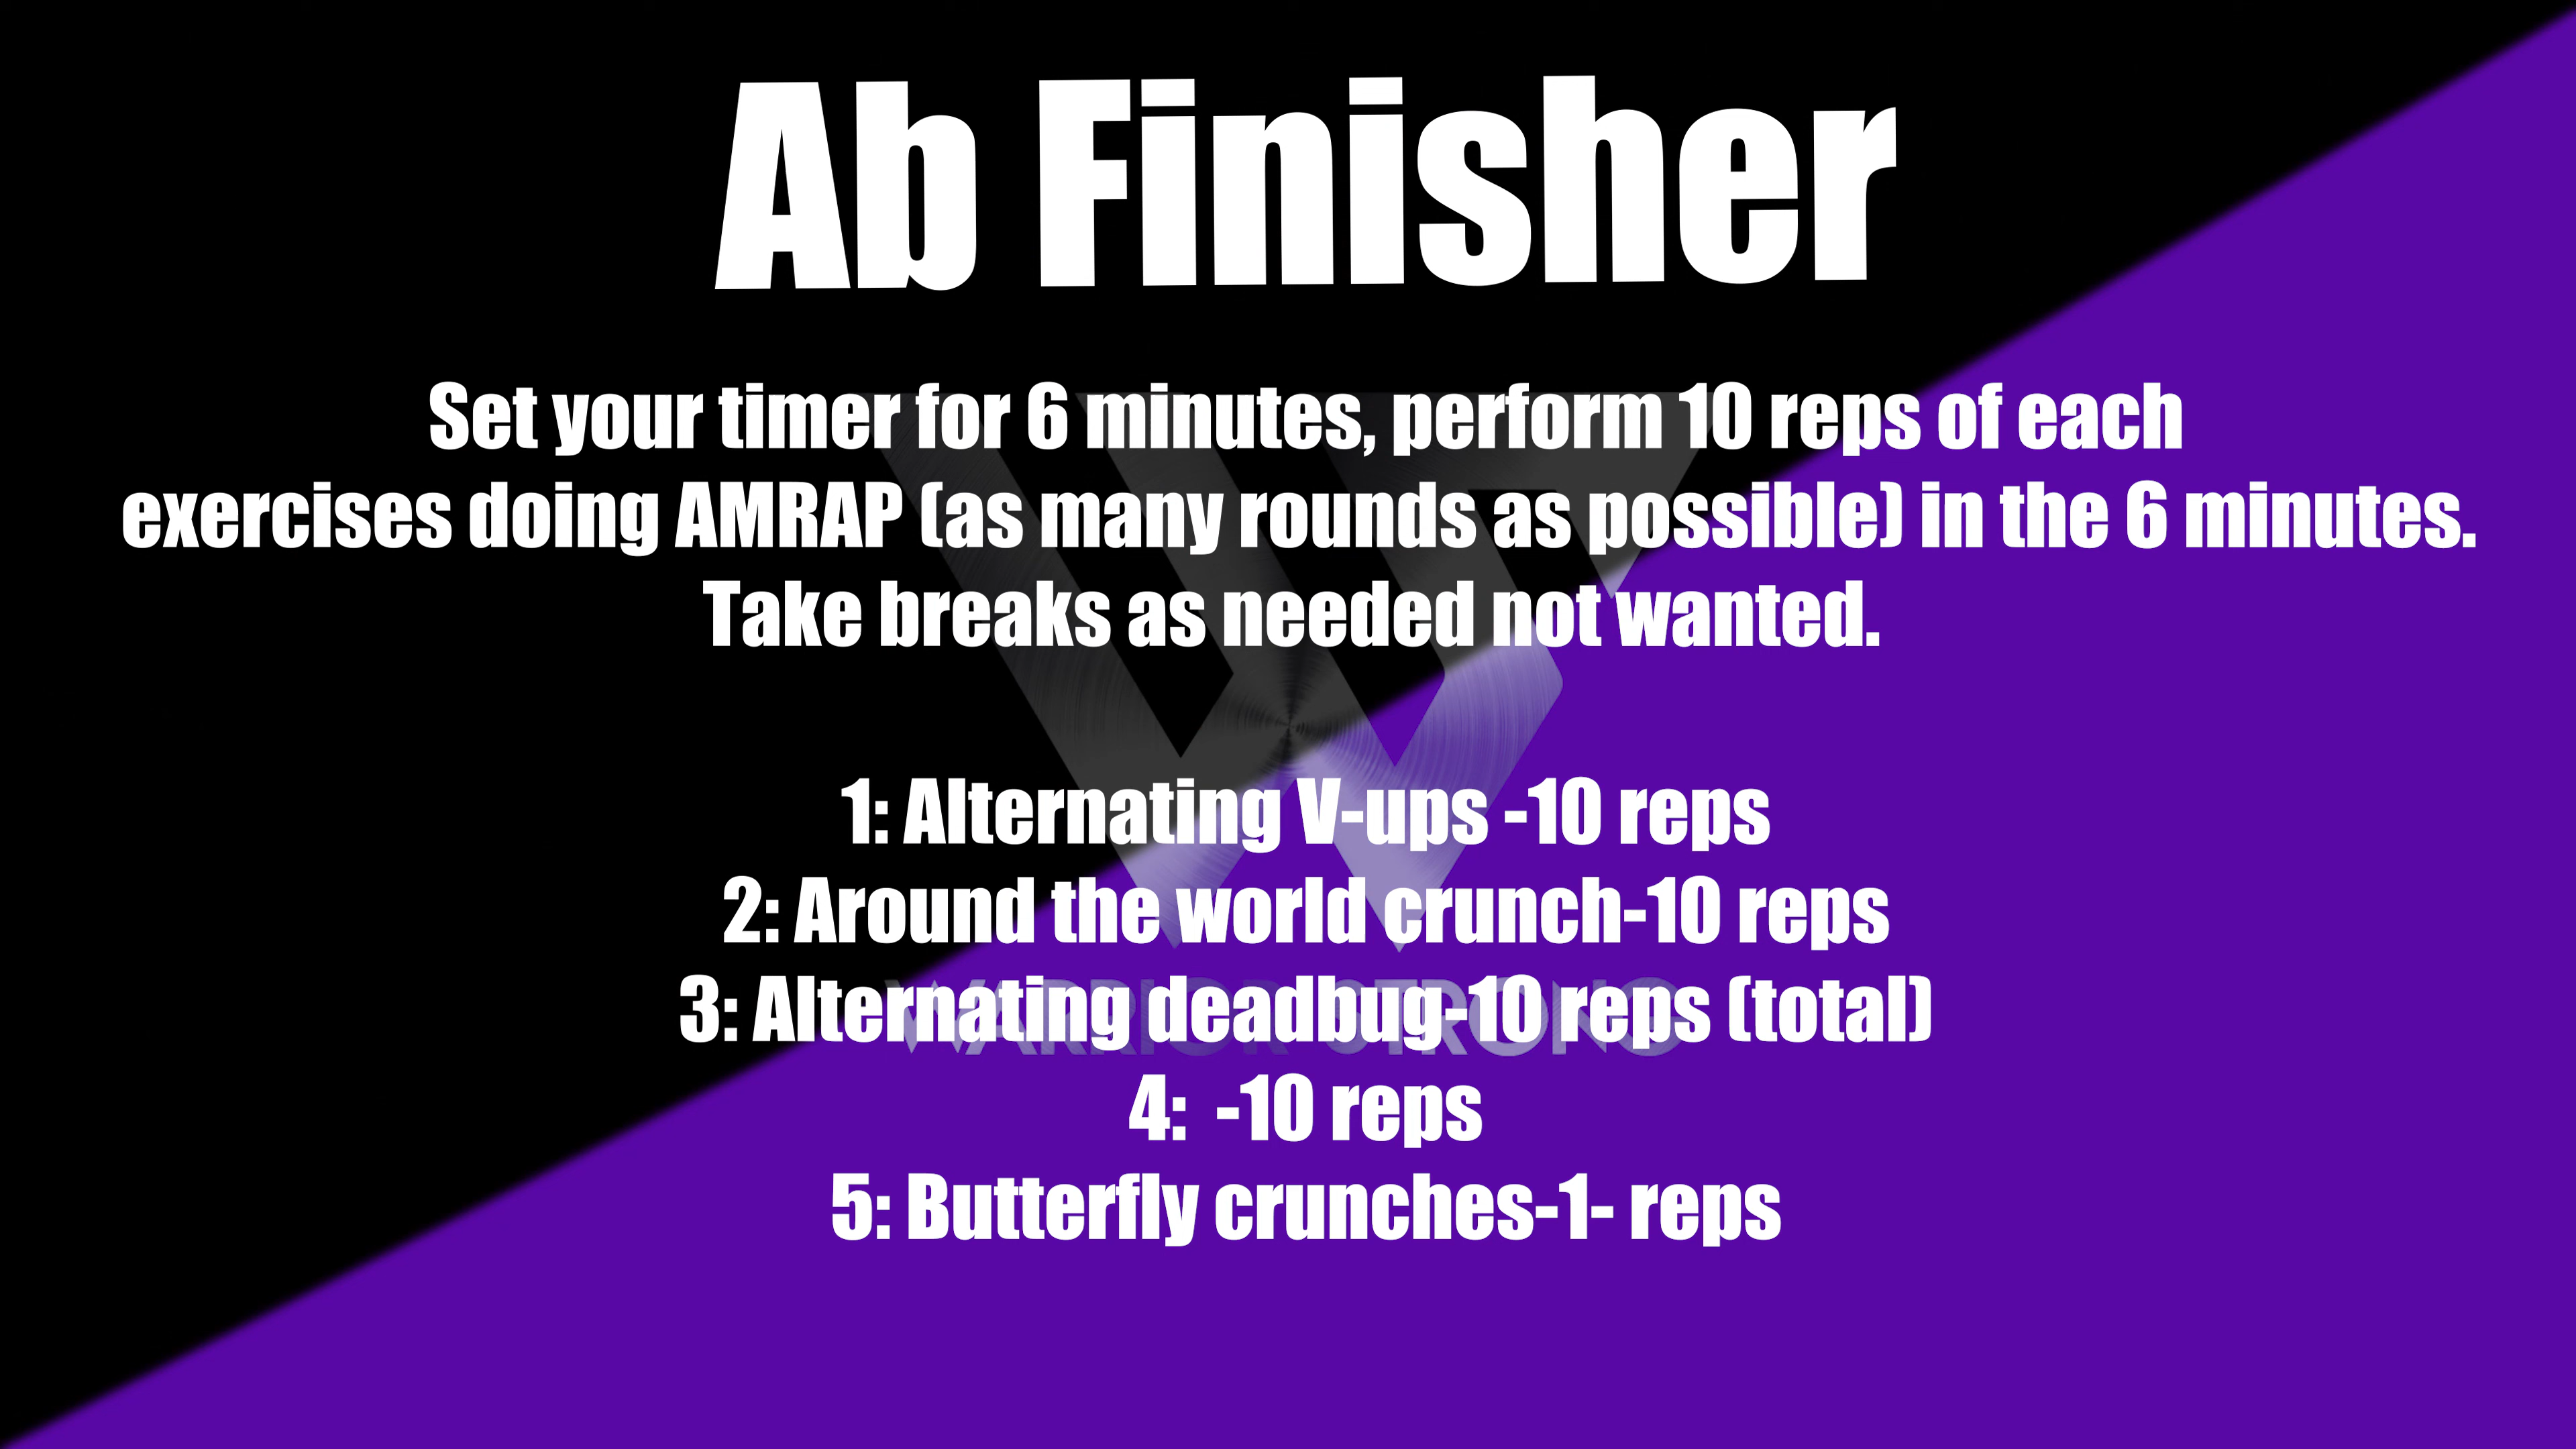 Ab Finisher
Set your timer for 6 minutes, perform 10 reps of each
exercises doing AMRAP (as many rounds as possible) in the 6 minutes.
Take breaks as needed not wanted.
1: Alternating V-ups -10 reps
2: Around the world crunch-10 reps
3: Alternating deadbug-10 reps (total)
WARRIOR STRONG
4:  -10 reps
5: Butterfly crunches-1- reps